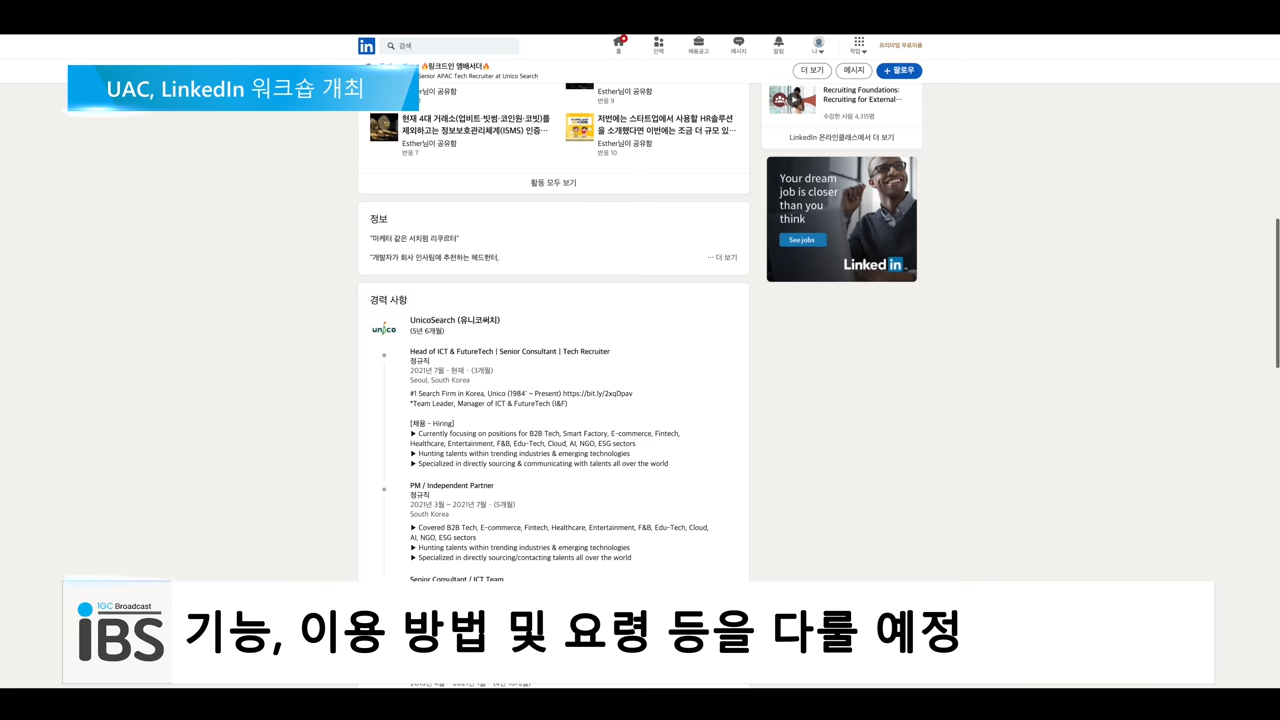 in
검색
홈
인맥
채용공고
메시지
알림
나
작업
프리미엄 무료이용
🔥링크드인 앰배서더🔥
Senior APAC Tech Recruiter at Unico Search
더 보기
메시지
+ 팔로우
UAC, LinkedIn 워크숍 개최
Esther님이 공유함
현재 4대 거래소(업비트·빗썸·코인원·코빗)를
제외하고는 정보보호관리체계(ISMS) 인증…
Esther님이 공유함
반응 7
Esther님이 공유함
반응 9
저번에는 스타트업에서 사용할 HR솔루션
을 소개했다면 이번에는 조금 더 규모 있…
Esther님이 공유함
반응 10
활동 모두 보기
Recruiting Foundations:
Recruiting for External…
수강한 사람 4,315명
LinkedIn 온라인클래스에서 더 보기
Your dream
job is closer
than you
think
See jobs
Linked in
정보
"마케터 같은 서치펌 리쿠르터"
"개발자가 회사 인사팀에 추천하는 헤드헌터,
… 더 보기
경력 사항
unico
UnicoSearch (유니코써치)
(5년 6개월)
Head of ICT & FutureTech | Senior Consultant | Tech Recruiter
정규직
2021년 7월 - 현재 · (3개월)
Seoul, South Korea
#1 Search Firm in Korea, Unico (1984' ~ Present) https://bit.ly/2xqDpav
*Team Leader, Manager of ICT & FutureTech (I&F)
[채용 - Hiring]
▶ Currently focusing on positions for B2B Tech, Smart Factory, E-commerce, Fintech,
Healthcare, Entertainment, F&B, Edu-Tech, Cloud, AI, NGO, ESG sectors
▶ Hunting talents within trending industries & emerging technologies
▶ Specialized in directly sourcing & communicating with talents all over the world
PM / Independent Partner
정규직
2021년 3월 ~ 2021년 7월 · (5개월)
South Korea
▶ Covered B2B Tech, E-commerce, Fintech, Healthcare, Entertainment, F&B, Edu-Tech, Cloud,
AI, NGO, ESG sectors
▶ Hunting talents within trending industries & emerging technologies
▶ Specialized in directly sourcing/contacting talents all over the world
Senior Consultant / ICT Team
IGC Broadcast
iBS
기능, 이용 방법 및 요령 등을 다룰 예정